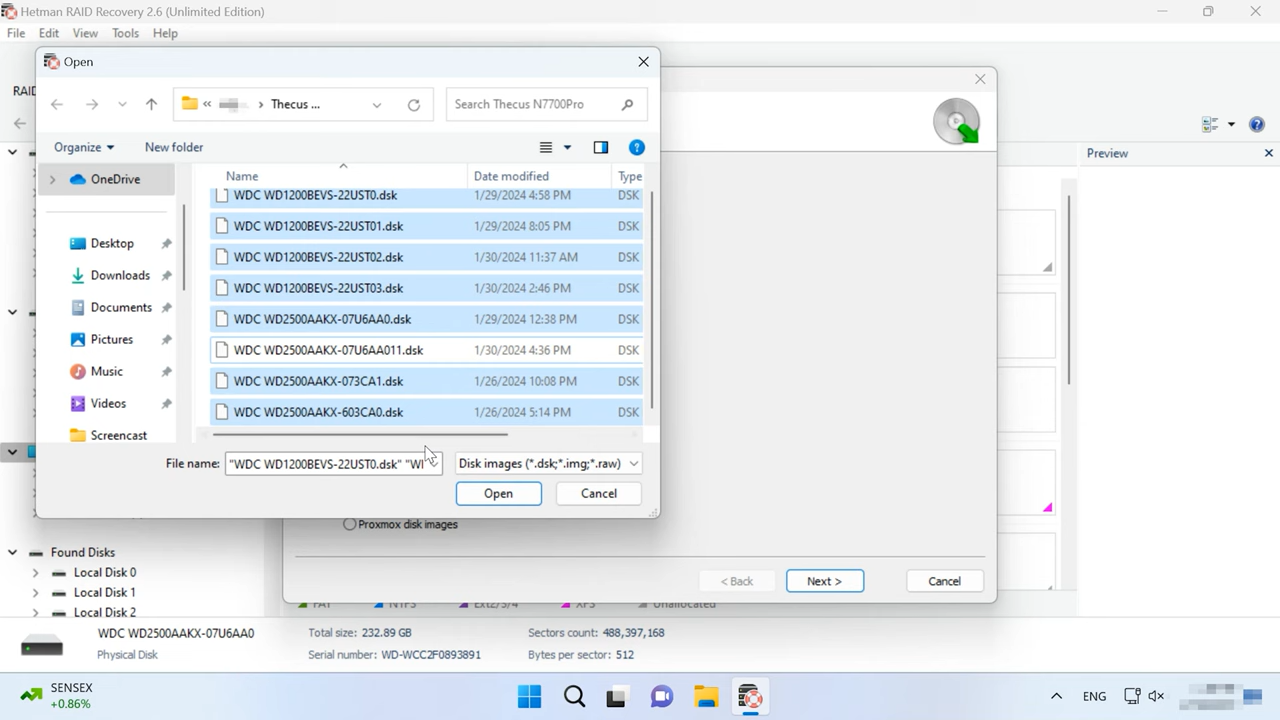 Hetman RAID Recovery 2.6 (Unlimited Edition)
File Edit View Tools Help
Open
RAID
« › Thecus ...
Search Thecus N7700Pro
Organize
New folder
Preview
OneDrive
Desktop
Downloads
Documents
Pictures
Music
Videos
Screencast
Name Date modified Type
WDC WD1200BEVS-22UST0.dsk 1/29/2024 4:58 PM DSK
WDC WD1200BEVS-22UST01.dsk 1/29/2024 8:05 PM DSK
WDC WD1200BEVS-22UST02.dsk 1/30/2024 11:37 AM DSK
WDC WD1200BEVS-22UST03.dsk 1/30/2024 2:46 PM DSK
WDC WD2500AAKX-07U6AA0.dsk 1/29/2024 12:38 PM DSK
WDC WD2500AAKX-07U6AA011.dsk 1/30/2024 4:36 PM DSK
WDC WD2500AAKX-073CA1.dsk 1/26/2024 10:08 PM DSK
WDC WD2500AAKX-603CA0.dsk 1/26/2024 5:14 PM DSK
File name: "WDC WD1200BEVS-22UST0.dsk" "WI
Disk images (*.dsk;*.img;*.raw)
Open Cancel
Proxmox disk images
Found Disks
Local Disk 0
Local Disk 1
Local Disk 2
< Back Next > Cancel
FAT NTFS Ext2/3/4 XFS Unallocated
WDC WD2500AAKX-07U6AA0
Physical Disk
Total size: 232.89 GB
Serial number: WD-WCC2F0893891
Sectors count: 488,397,168
Bytes per sector: 512
SENSEX
+0.86%
ENG